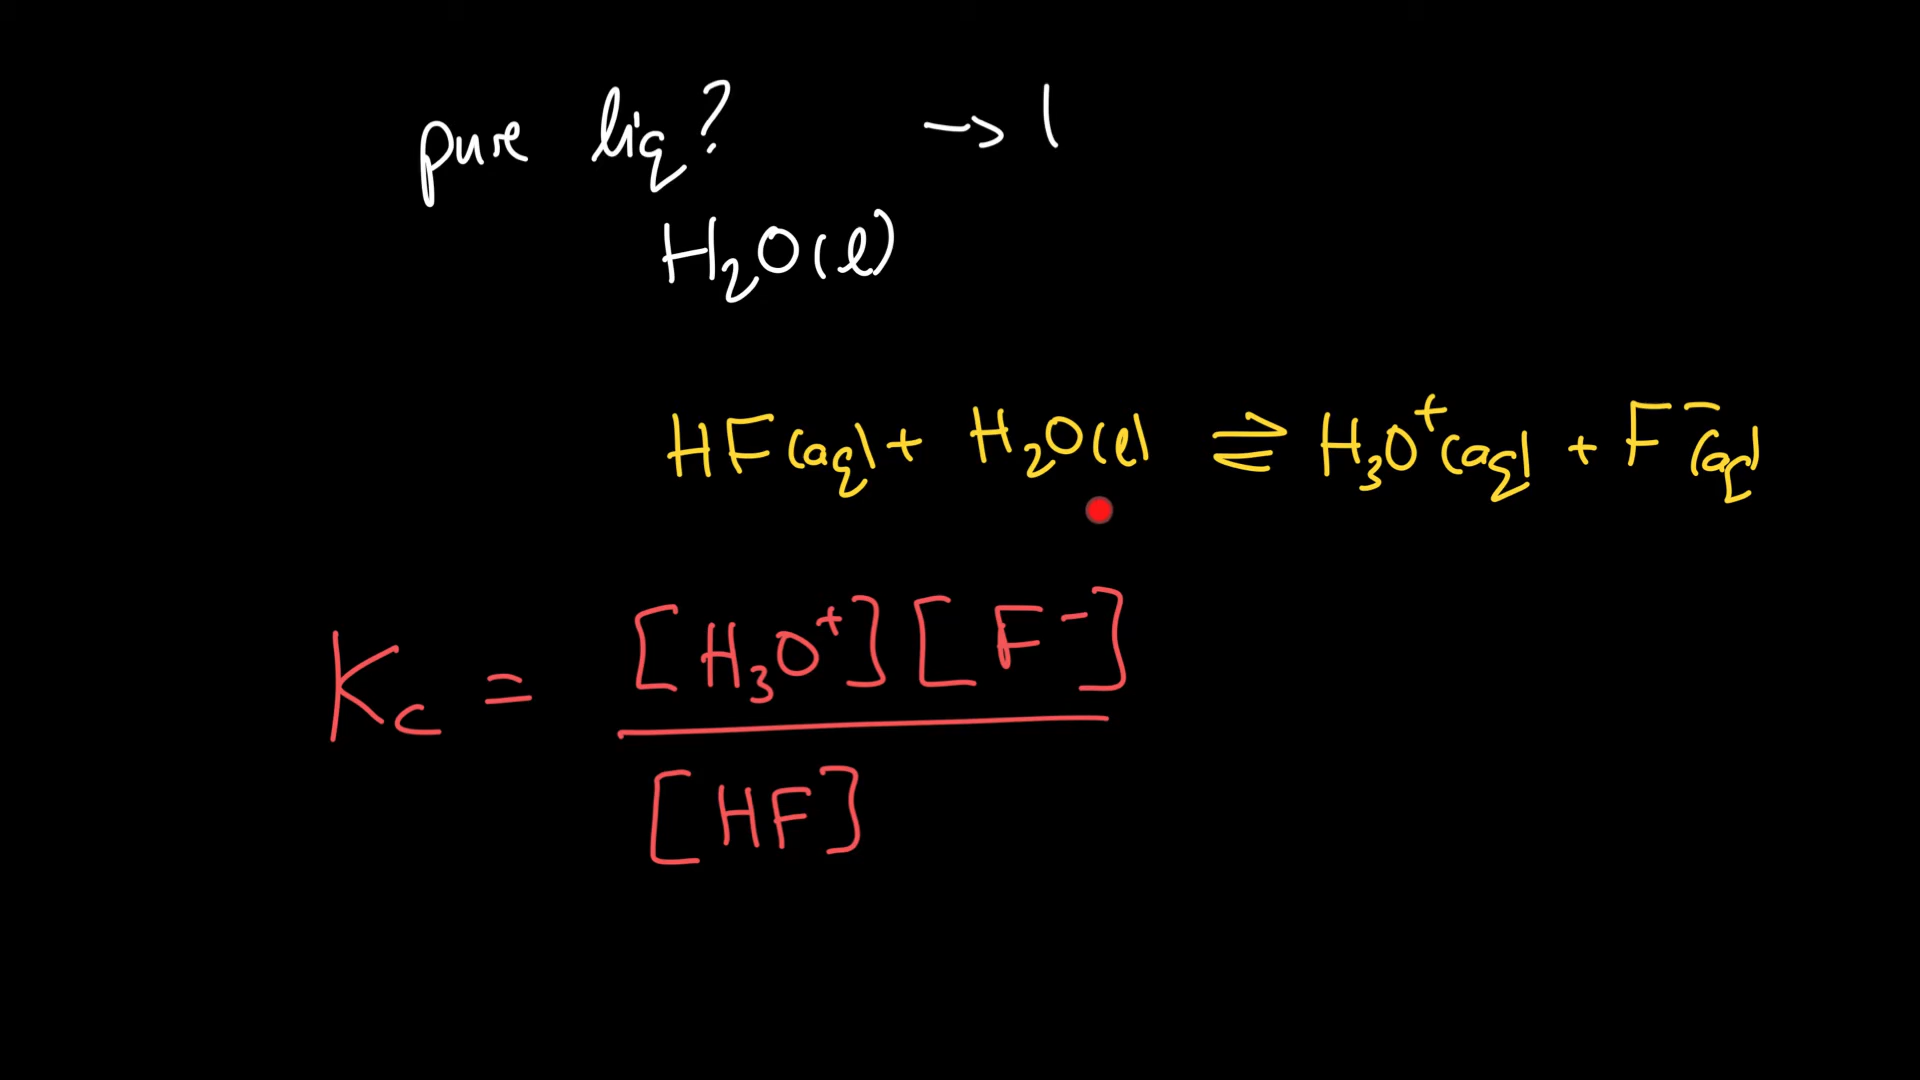 pure liq? → 1
H₂O(l)
HF(aq) + H₂O(l) ⇌ H₃O⁺(aq) + F⁻(aq)
Kc = [H₃O⁺][F⁻]
[HF]